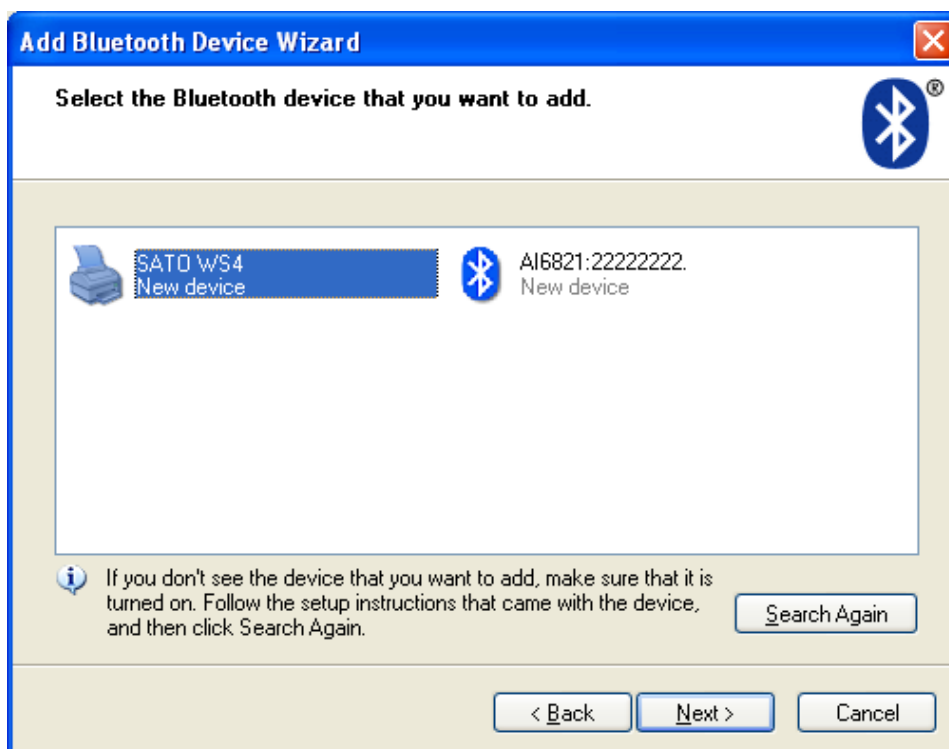 Add Bluetooth Device Wizard
Select the Bluetooth device that you want to add.
®
SATO WS4
New device
AI6821:22222222.
New device
If you don't see the device that you want to add, make sure that it is
turned on. Follow the setup instructions that came with the device,
and then click Search Again.
Search Again
< Back
Next >
Cancel